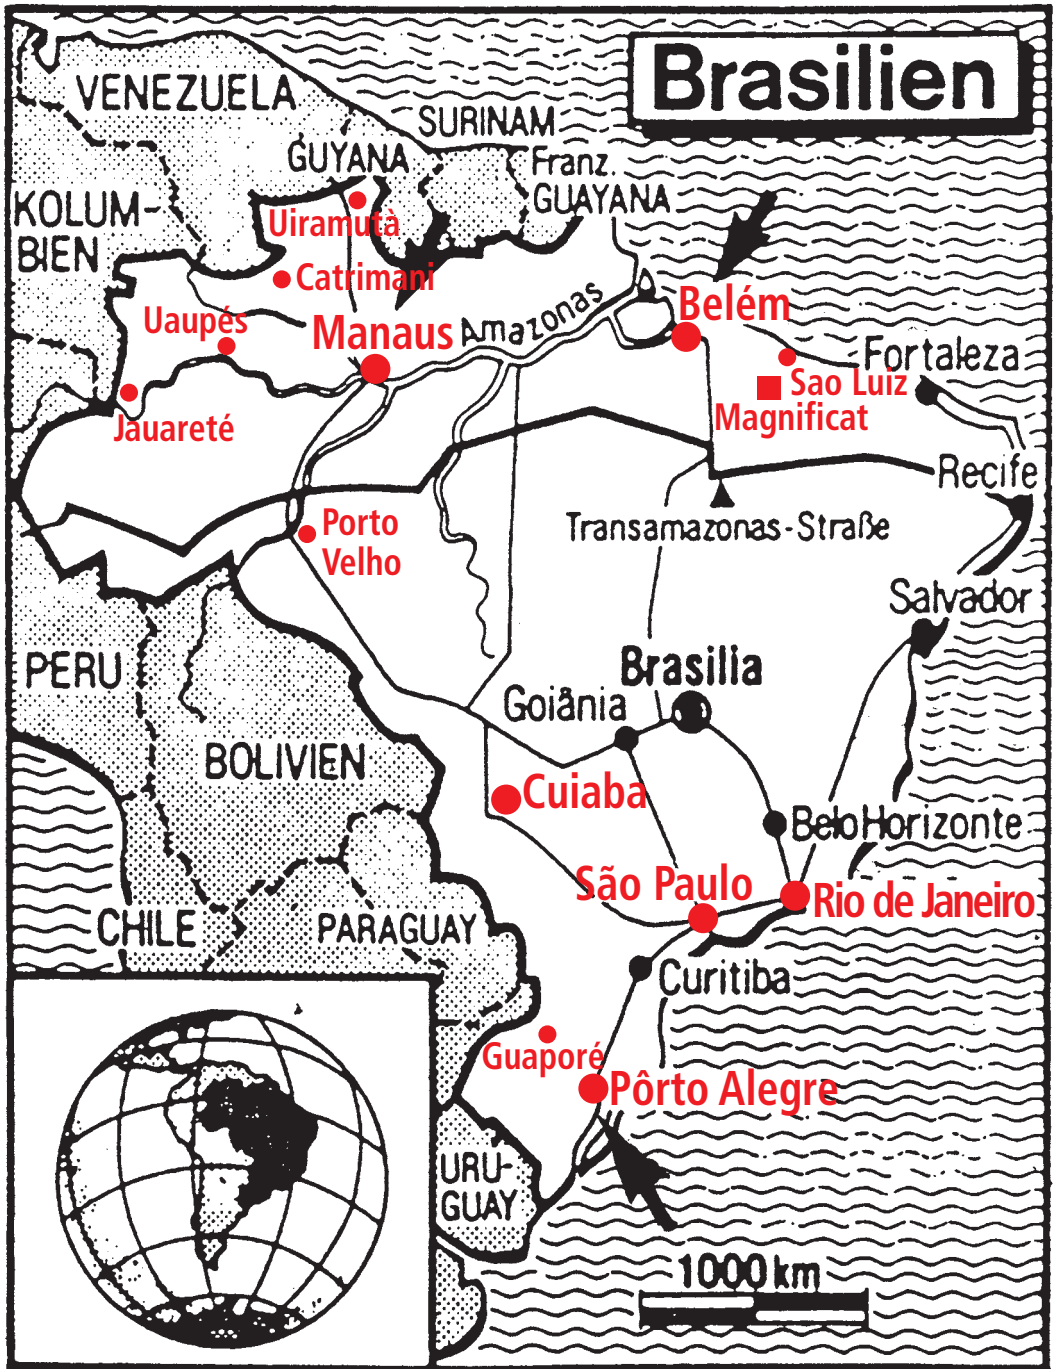 Brasilien
VENEZUELA
SURINAM
GUYANA
Franz.
GUAYANA
KOLUM-
BIEN
Uiramutà
Catrimani
Uaupés
Manaus
Amazonas
Belém
Fortaleza
Sao Luiz
Magnificat
Jauareté
Recife
Porto
Velho
Transamazonas-Straße
Salvador
PERU
Brasilia
Goiânia
BOLIVIEN
Cuiaba
Belo Horizonte
São Paulo
Rio de Janeiro
CHILE
PARAGUAY
Curitiba
Guaporé
Pôrto Alegre
URU-
GUAY
1000 km